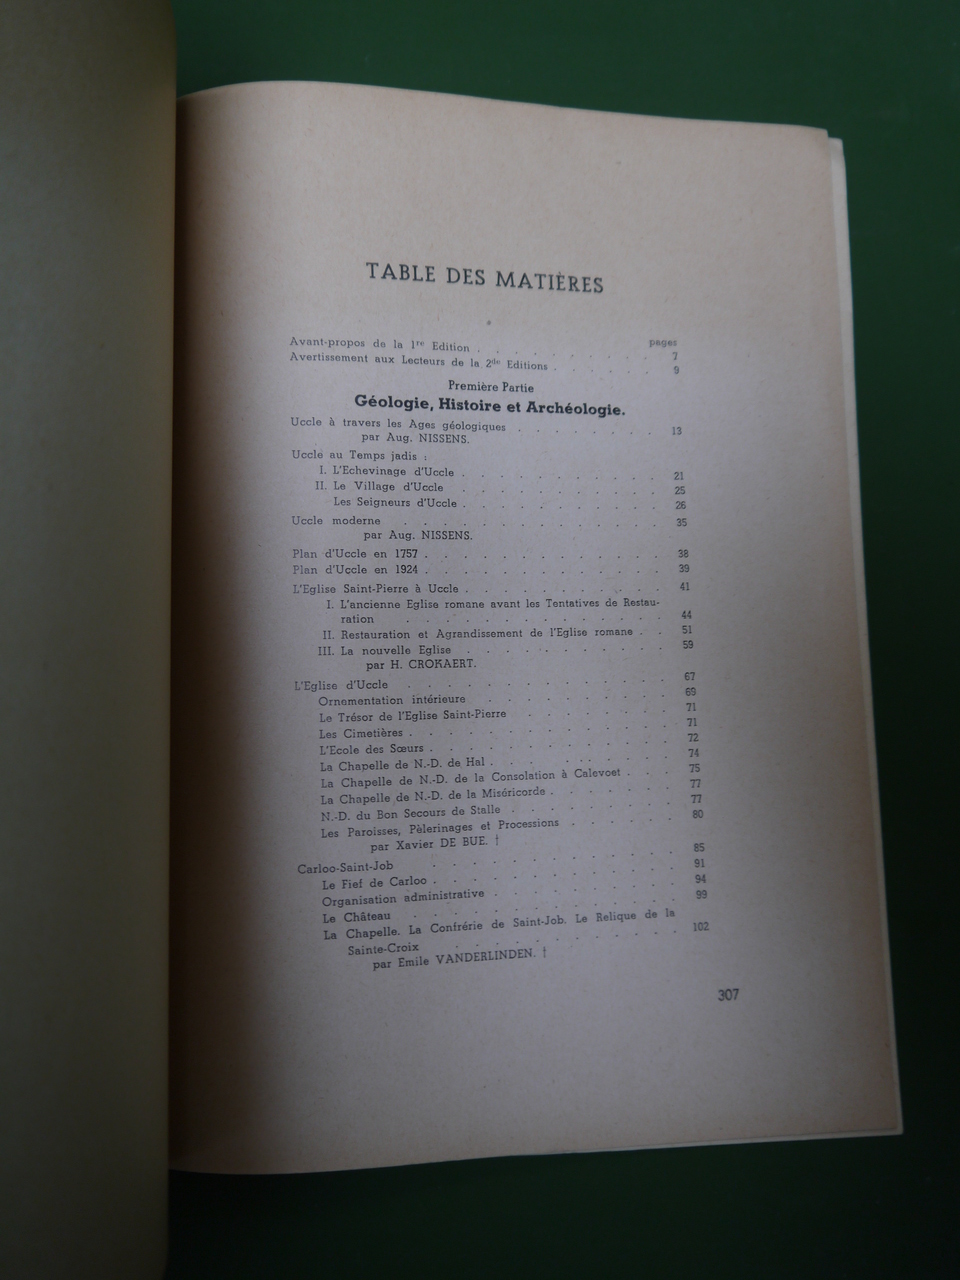 TABLE DES MATIÈRES
pages
Avant-propos de la 1re Edition . . . . . . . . 7
Avertissement aux Lecteurs de la 2de Editions . . . . . . 9
Première Partie
Géologie, Histoire et Archéologie.
Uccle à travers les Ages géologiques . . . . . . . . 13
par Aug. NISSENS.
Uccle au Temps jadis :
I. L'Echevinage d'Uccle . . . . . . . . . . 21
II. Le Village d'Uccle . . . . . . . . . . 25
Les Seigneurs d'Uccle . . . . . . . . . . 26
Uccle moderne . . . . . . . . . . . . 35
par Aug. NISSENS.
Plan d'Uccle en 1757 . . . . . . . . . . . 38
Plan d'Uccle en 1924 . . . . . . . . . . . 39
L'Eglise Saint-Pierre à Uccle . . . . . . . . . . 41
I. L'ancienne Eglise romane avant les Tentatives de Restau-
ration . . . . . . . . . . . . 44
II. Restauration et Agrandissement de l'Eglise romane . . 51
III. La nouvelle Eglise . . . . . . . . . . 59
par H. CROKAERT.
L'Eglise d'Uccle . . . . . . . . . . . . 67
Ornementation intérieure . . . . . . . . . 69
Le Trésor de l'Eglise Saint-Pierre . . . . . . . 71
Les Cimetières . . . . . . . . . . . . 71
L'Ecole des Sœurs . . . . . . . . . . . 72
La Chapelle de N.-D. de Hal . . . . . . . . 74
La Chapelle de N.-D. de la Consolation à Calevoet . . . 75
La Chapelle de N.-D. de la Miséricorde . . . . . . 77
N.-D. du Bon Secours de Stalle . . . . . . . . 77
Les Paroisses, Pèlerinages et Processions . . . . . 80
par Xavier DE BUE. †
Carloo-Saint-Job . . . . . . . . . . . 85
Le Fief de Carloo . . . . . . . . . . . 91
Organisation administrative . . . . . . . . . 94
Le Château . . . . . . . . . . . . 99
La Chapelle. La Confrérie de Saint-Job. Le Relique de la
Sainte-Croix . . . . . . . . . . . 102
par Emile VANDERLINDEN. †
307